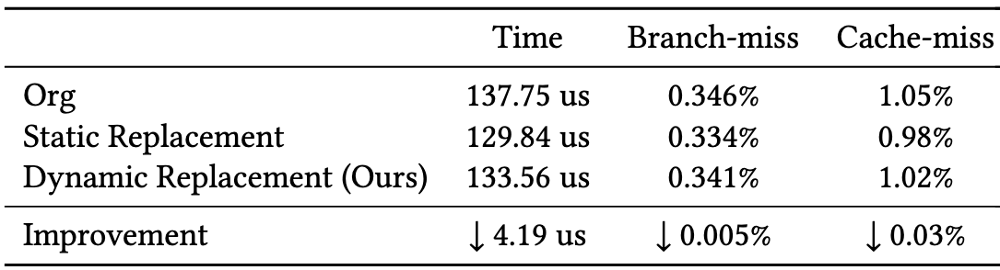 Time Branch-miss Cache-miss
Org 137.75 us 0.346% 1.05%
Static Replacement 129.84 us 0.334% 0.98%
Dynamic Replacement (Ours) 133.56 us 0.341% 1.02%
Improvement ↓ 4.19 us ↓ 0.005% ↓ 0.03%